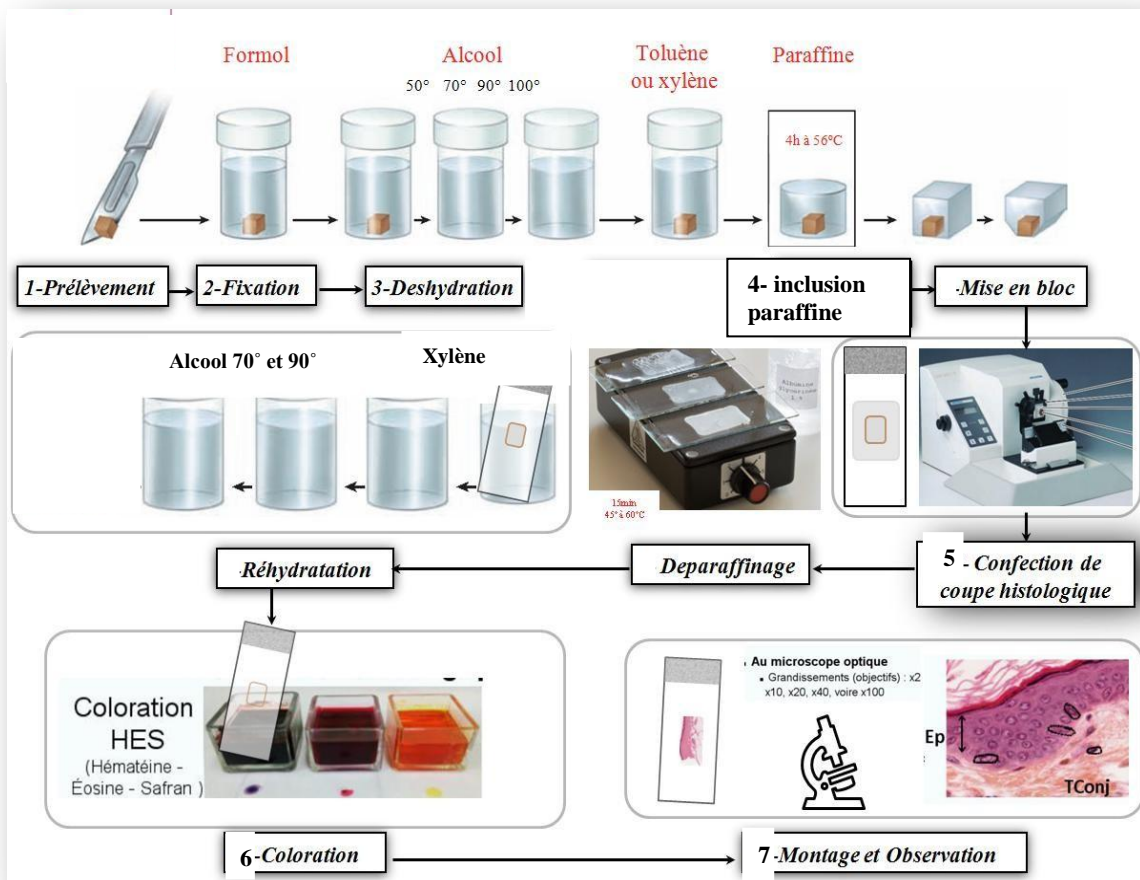 Formol
Alcool
50° 70° 90° 100°
Toluène
ou xylène
Paraffine
4h à 56°C
1-Prélèvement
2-Fixation
3-Deshydration
4- inclusion
paraffine
-Mise en bloc
Alcool 70° et 90°
Xylène
Albumine
glycérinée
15min
45° à 60°C
-Réhydratation
Deparaffinage
5 - Confection de
coupe histologique
Coloration
HES
(Hématéine -
Éosine - Safran )
Au microscope optique
▪ Grandissements (objectifs) : x2
x10, x20, x40, voire x100
Ep
TConj
6-Coloration
7-Montage et Observation